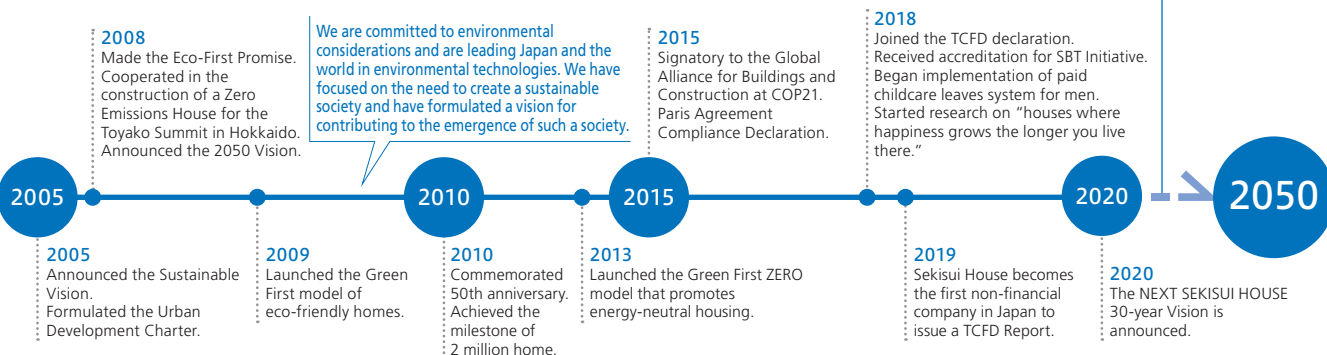 2008
Made the Eco-First Promise.
Cooperated in the
construction of a Zero
Emissions House for the
Toyako Summit in Hokkaido.
Announced the 2050 Vision.
We are committed to environmental
considerations and are leading Japan and the
world in environmental technologies. We have
focused on the need to create a sustainable
society and have formulated a vision for
contributing to the emergence of such a society.
2015
Signatory to the Global
Alliance for Buildings and
Construction at COP21.
Paris Agreement
Compliance Declaration.
2018
Joined the TCFD declaration.
Received accreditation for SBT Initiative.
Began implementation of paid
childcare leaves system for men.
Started research on “houses where
happiness grows the longer you live
there.”
2005
2010
2015
2020
2050
2005
Announced the Sustainable
Vision.
Formulated the Urban
Development Charter.
2009
Launched the Green
First model of
eco-friendly homes.
2010
Commemorated
50th anniversary.
Achieved the
milestone of
2 million home.
2013
Launched the Green First ZERO
model that promotes
energy-neutral housing.
2019
Sekisui House becomes
the first non-financial
company in Japan to
issue a TCFD Report.
2020
The NEXT SEKISUI HOUSE
30-year Vision is
announced.